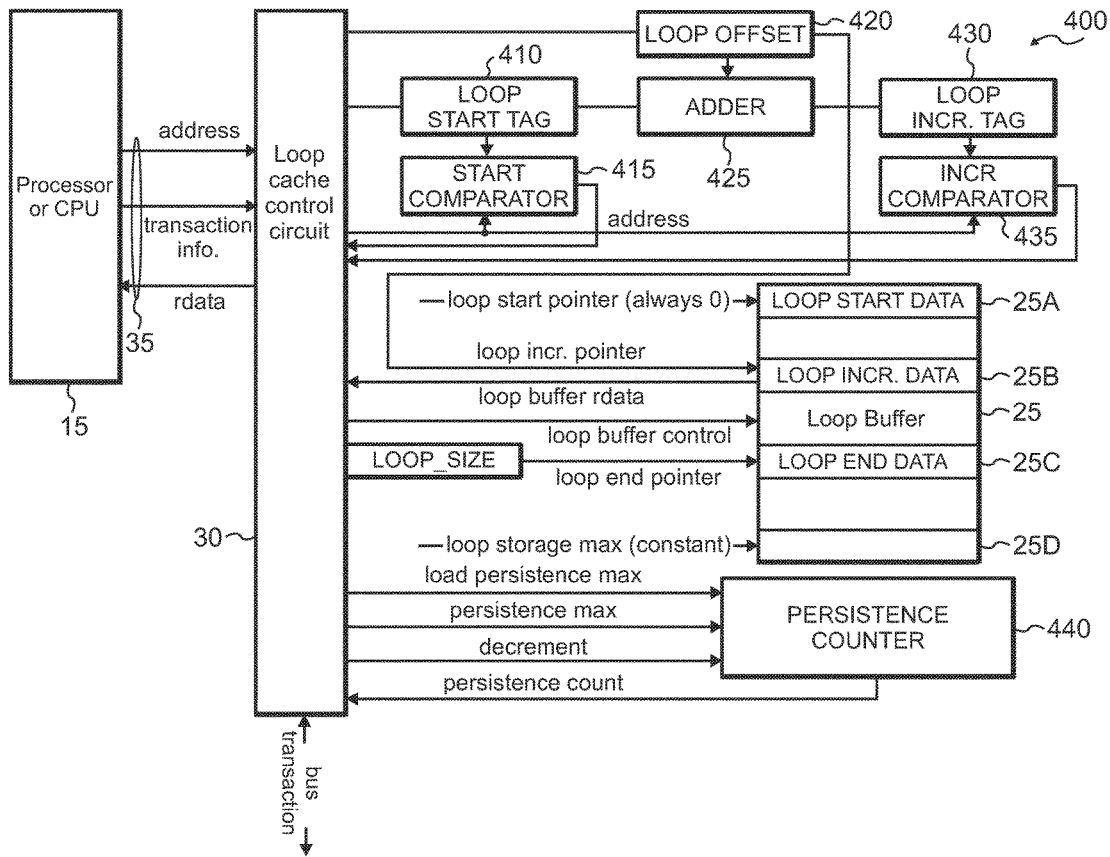 420
400
LOOP OFFSET
410
430
LOOP
START TAG
ADDER
LOOP
INCR. TAG
address
Loop
cache
control
circuit
START
COMPARATOR
415
425
INCR
COMPARATOR
Processor
or CPU
transaction
info.
address
435
rdata
35
loop start pointer (always 0)
LOOP START DATA
25A
loop incr. pointer
LOOP INCR. DATA
25B
15
loop buffer rdata
Loop Buffer
25
loop buffer control
LOOP_SIZE
LOOP END DATA
25C
loop end pointer
30
loop storage max (constant)
25D
load persistence max
persistence max
PERSISTENCE
COUNTER
440
decrement
persistence count
bus
transaction